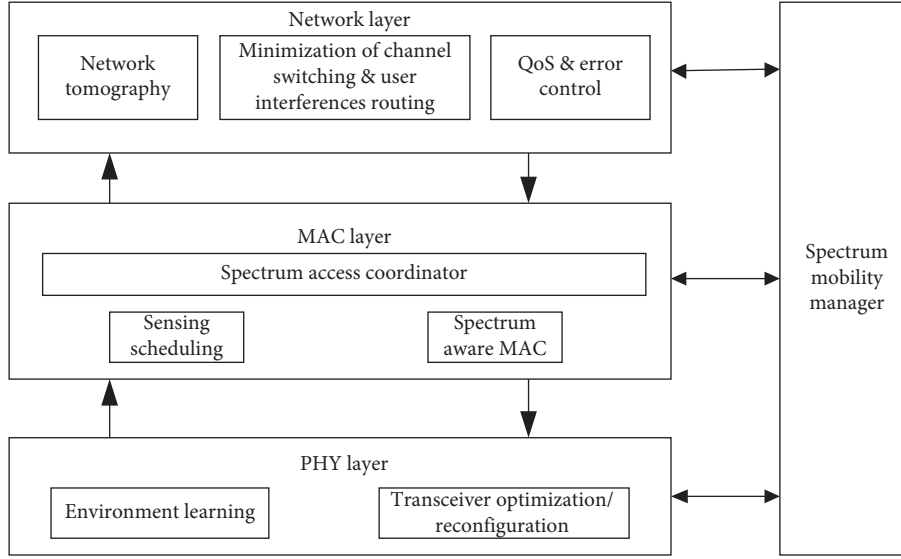 Network layer
Network
tomography
Minimization of channel
switching & user
interferences routing
QoS & error
control
MAC layer
Spectrum access coordinator
Sensing
scheduling
Spectrum
aware MAC
PHY layer
Environment learning
Transceiver optimization/
reconfiguration
Spectrum
mobility
manager